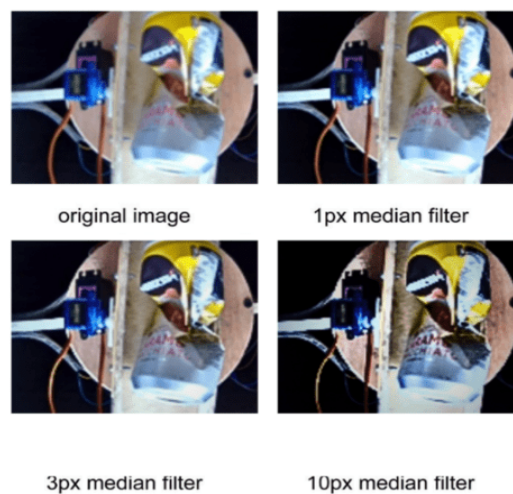 original image
1px median filter
3px median filter
10px median filter